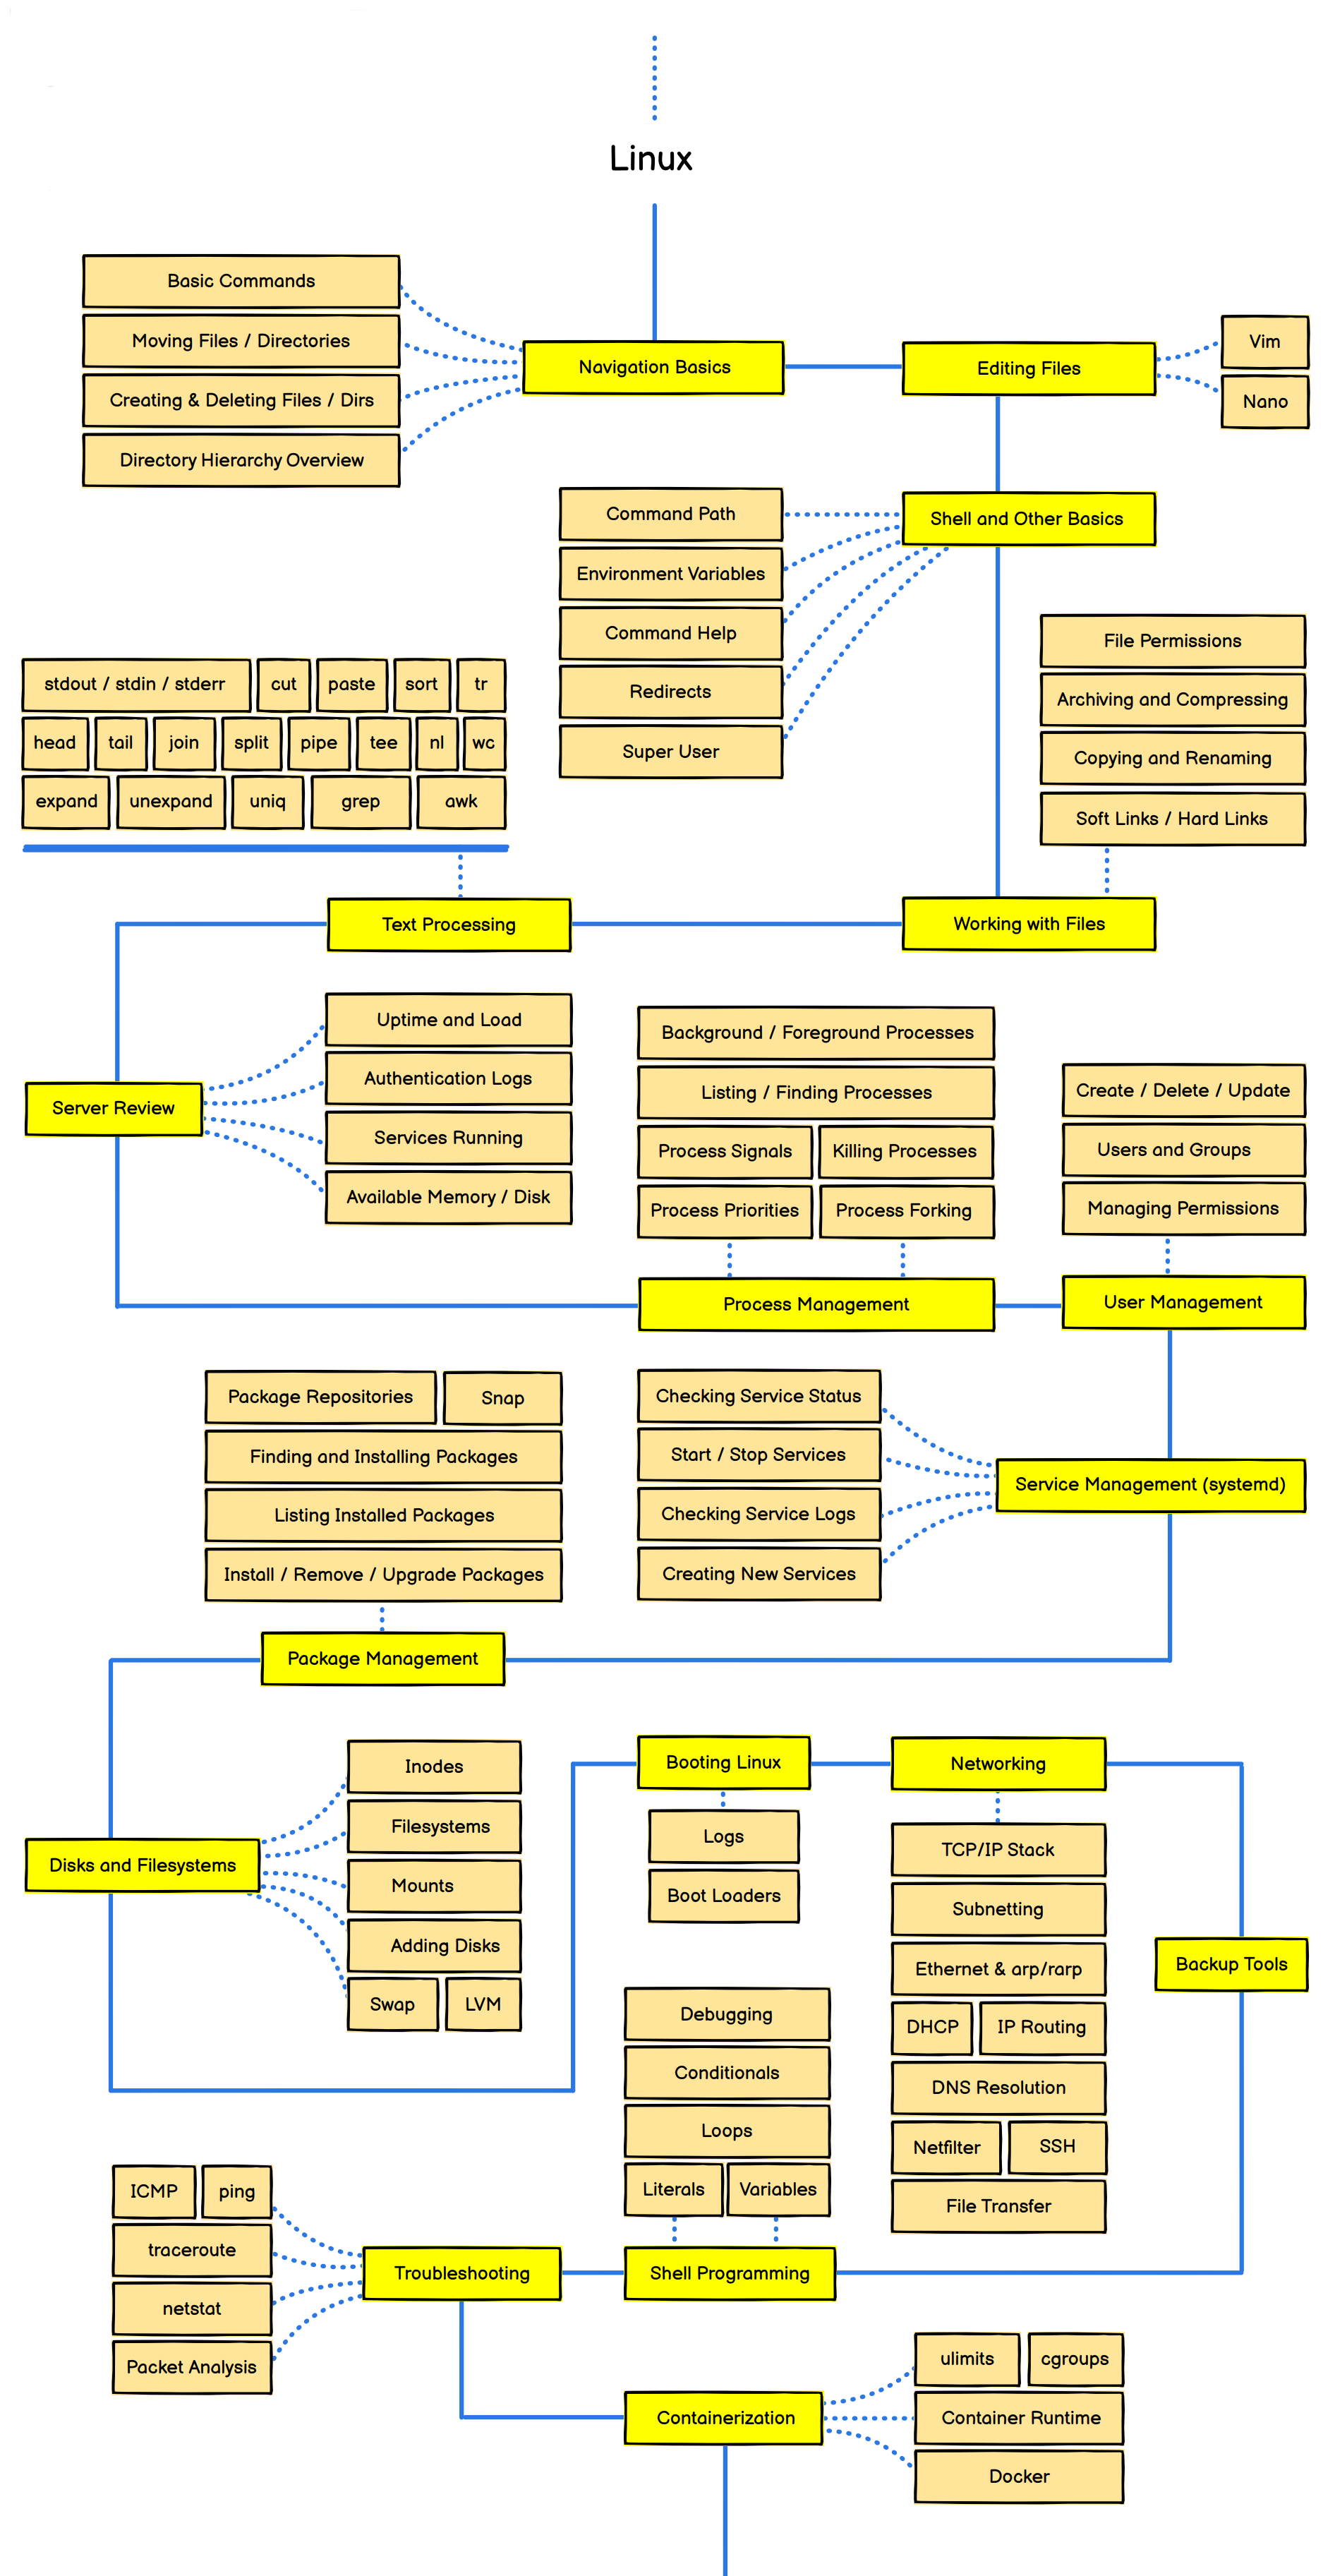 Linux
Basic Commands
Moving Files / Directories
Creating & Deleting Files / Dirs
Directory Hierarchy Overview
Navigation Basics
Editing Files
Vim
Nano
Command Path
Environment Variables
Command Help
Redirects
Super User
Shell and Other Basics
File Permissions
Archiving and Compressing
Copying and Renaming
Soft Links / Hard Links
stdout / stdin / stderr
cut
paste
sort
tr
head
tail
join
split
pipe
tee
nl
wc
expand
unexpand
uniq
grep
awk
Text Processing
Working with Files
Server Review
Uptime and Load
Authentication Logs
Services Running
Available Memory / Disk
Background / Foreground Processes
Listing / Finding Processes
Process Signals
Killing Processes
Process Priorities
Process Forking
Process Management
Create / Delete / Update
Users and Groups
Managing Permissions
User Management
Package Repositories
Snap
Finding and Installing Packages
Listing Installed Packages
Install / Remove / Upgrade Packages
Package Management
Checking Service Status
Start / Stop Services
Checking Service Logs
Creating New Services
Service Management (systemd)
Disks and Filesystems
Inodes
Filesystems
Mounts
Adding Disks
Swap
LVM
Booting Linux
Logs
Boot Loaders
Networking
TCP/IP Stack
Subnetting
Ethernet & arp/rarp
DHCP
IP Routing
DNS Resolution
Netfilter
SSH
File Transfer
Backup Tools
Debugging
Conditionals
Loops
Literals
Variables
Shell Programming
ICMP
ping
traceroute
netstat
Packet Analysis
Troubleshooting
Containerization
ulimits
cgroups
Container Runtime
Docker